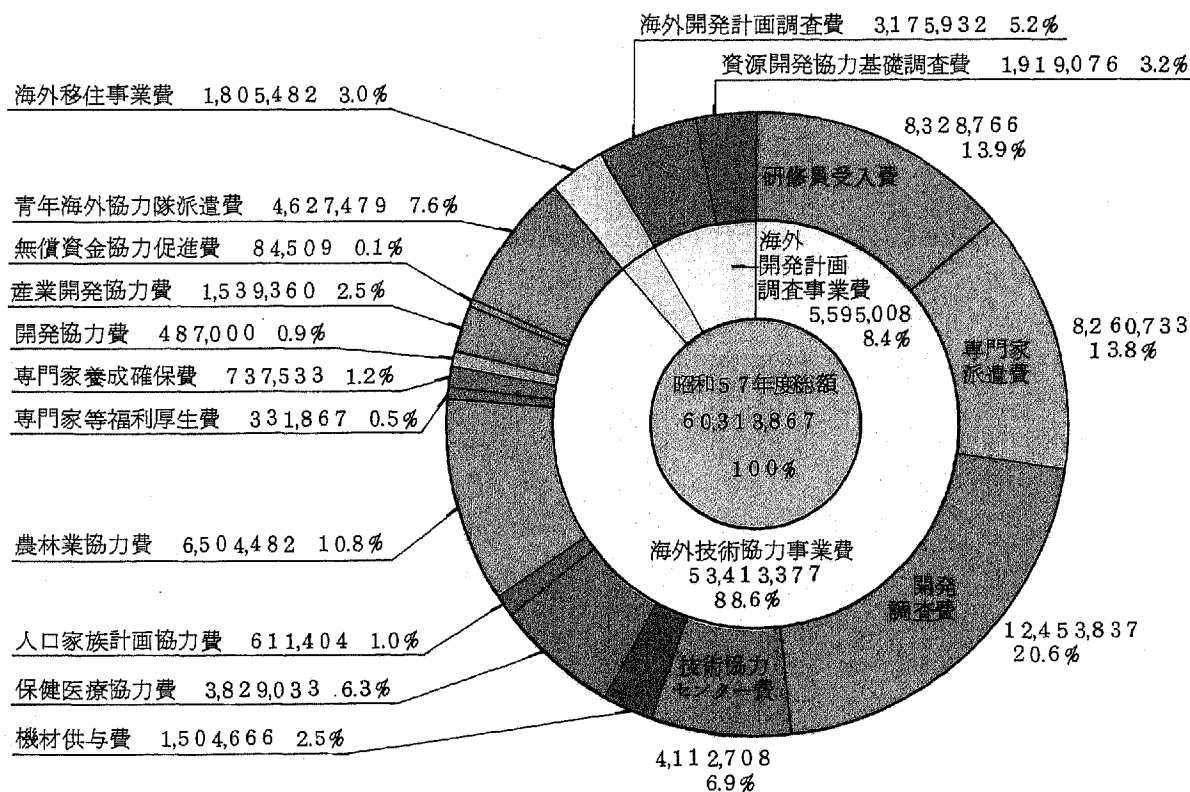 海外開発計画調査費 3,175,932 5.2%
資源開発協力基礎調査費 1,919,076 3.2%
海外移住事業費 1,805,482 3.0%
8,328,766
13.9%
研修員受入費
青年海外協力隊派遣費 4,627,479 7.6%
無償資金協力促進費 84,509 0.1%
産業開発協力費 1,539,360 2.5%
開発協力費 487,000 0.9%
専門家養成確保費 737,533 1.2%
専門家等福利厚生費 331,867 0.5%
海外
開発計画
調査事業費
5,595,008
8.4%
8,260,733
13.8%
専門家
派遣費
昭和57年度総額
60,313,867
100%
農林業協力費 6,504,482 10.8%
海外技術協力事業費
53,413,377
88.6%
開発
調査費
12,453,837
20.6%
人口家族計画協力費 611,404 1.0%
保健医療協力費 3,829,033 6.3%
機材供与費 1,504,666 2.5%
技術協力
センター費
4,112,708
6.9%